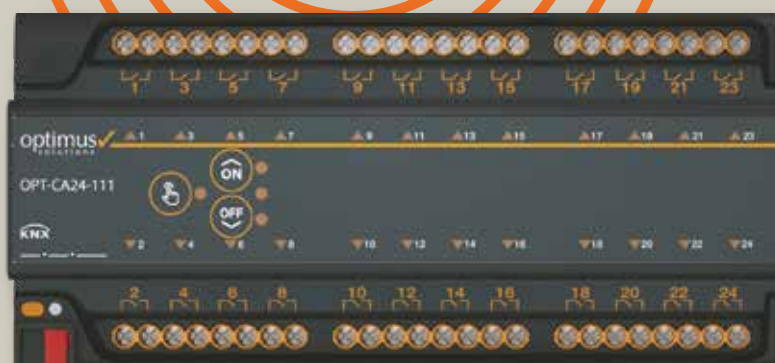 1 3 5 7 9 11 13 15 17 19 21 23
optimus
solutions
1 3 5 7 9 11 13 15 17 19 21 23
ON
OPT-CA24-111
OFF
KNX
2 4 6 8 10 12 14 16 18 20 22 24
2 4 6 8 10 12 14 16 18 20 22 24